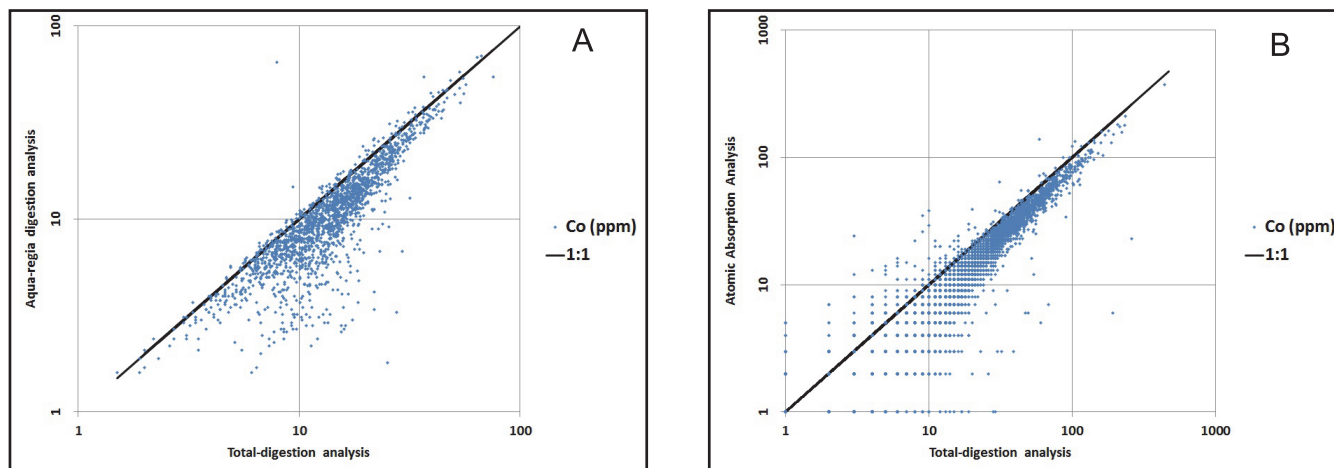 A
100
10
1
Aqua-regia digestion analysis
1
10
100
Total-digestion analysis
Co (ppm)
1:1
B
1000
100
10
1
Atomic Absorption Analysis
1
10
100
1000
Total-digestion analysis
Co (ppm)
1:1